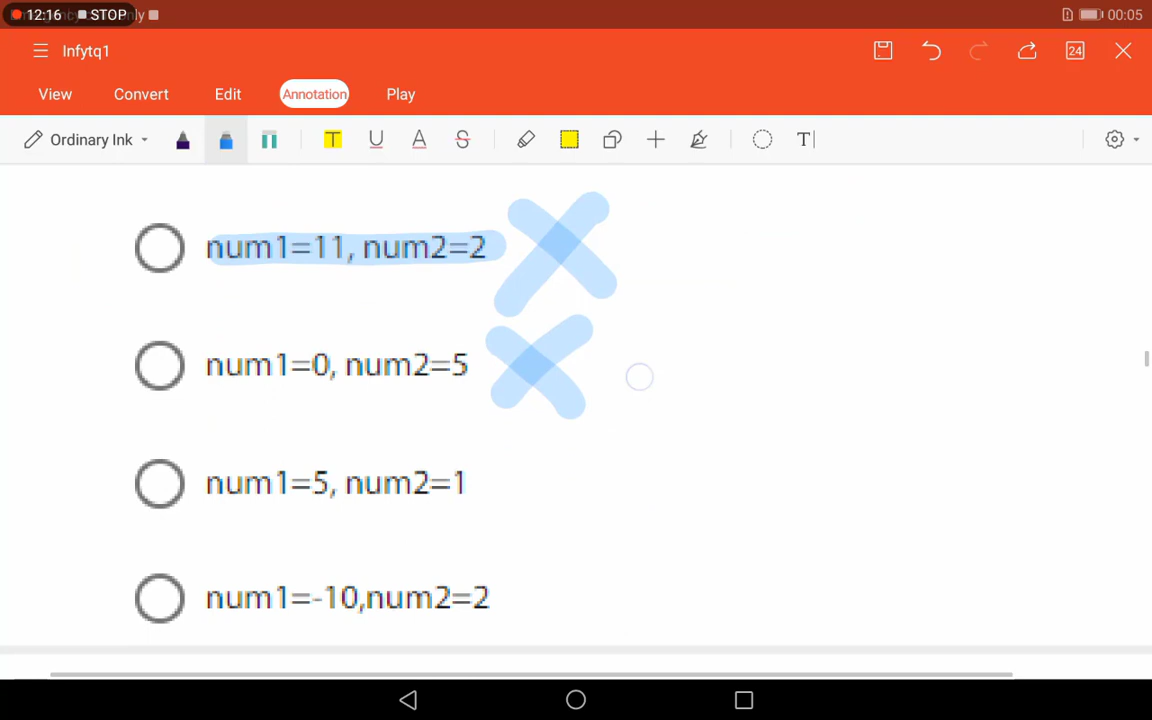 12:16 STOP
00:05
Infytq1
24
View Convert Edit Annotation Play
Ordinary Ink T U A S T
num1=11, num2=2
num1=0, num2=5
num1=5, num2=1
num1=-10,num2=2